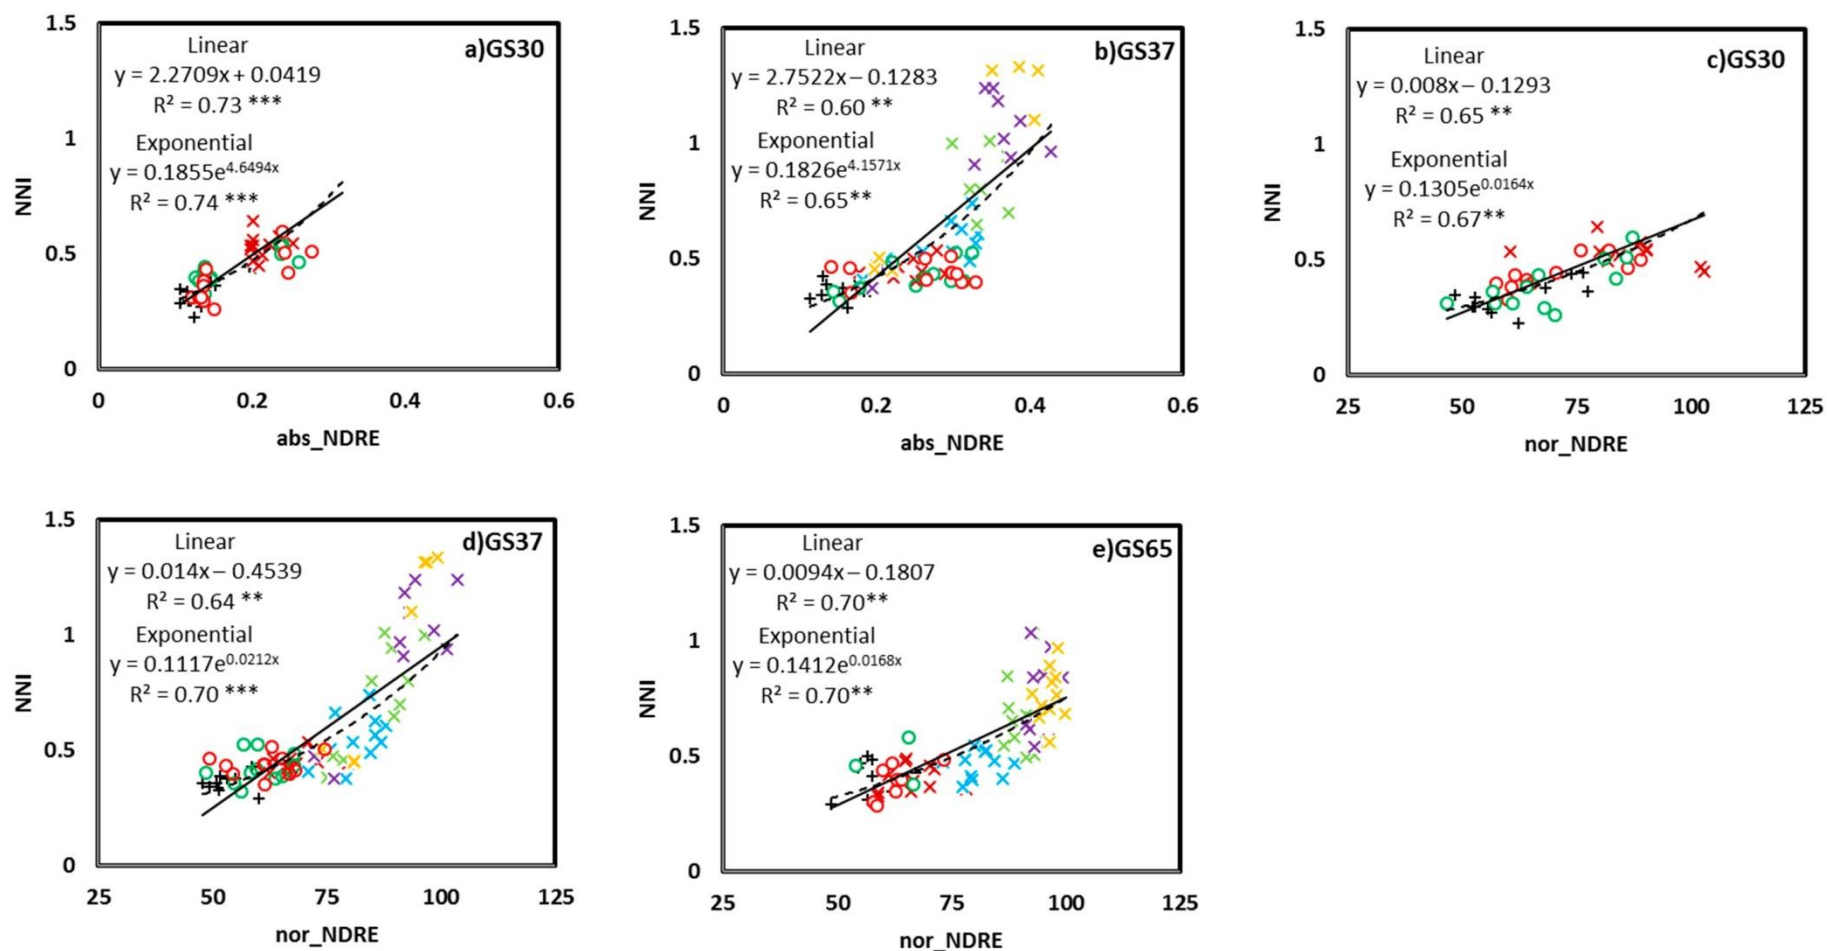 1.5
Linear
a)GS30
y = 2.2709x + 0.0419
R² = 0.73 ***
1
Exponential
y = 0.1855e^4.6494x
R² = 0.74 ***
NNI
0.5
0
0
0.2
0.4
0.6
abs_NDRE
1.5
Linear
b)GS37
y = 2.7522x – 0.1283
R² = 0.60 **
1
Exponential
y = 0.1826e^4.1571x
R² = 0.65**
NNI
0.5
0
0
0.2
0.4
0.6
abs_NDRE
1.5
Linear
c)GS30
y = 0.008x – 0.1293
R² = 0.65 **
1
Exponential
y = 0.1305e^0.0164x
R² = 0.67**
NNI
0.5
0
25
50
75
100
125
nor_NDRE
1.5
Linear
d)GS37
y = 0.014x – 0.4539
R² = 0.64 **
1
Exponential
y = 0.1117e^0.0212x
R² = 0.70 ***
NNI
0.5
0
25
50
75
100
125
nor_NDRE
1.5
Linear
e)GS65
y = 0.0094x – 0.1807
R² = 0.70**
1
Exponential
y = 0.1412e^0.0168x
R² = 0.70**
NNI
0.5
0
25
50
75
100
125
nor_NDRE